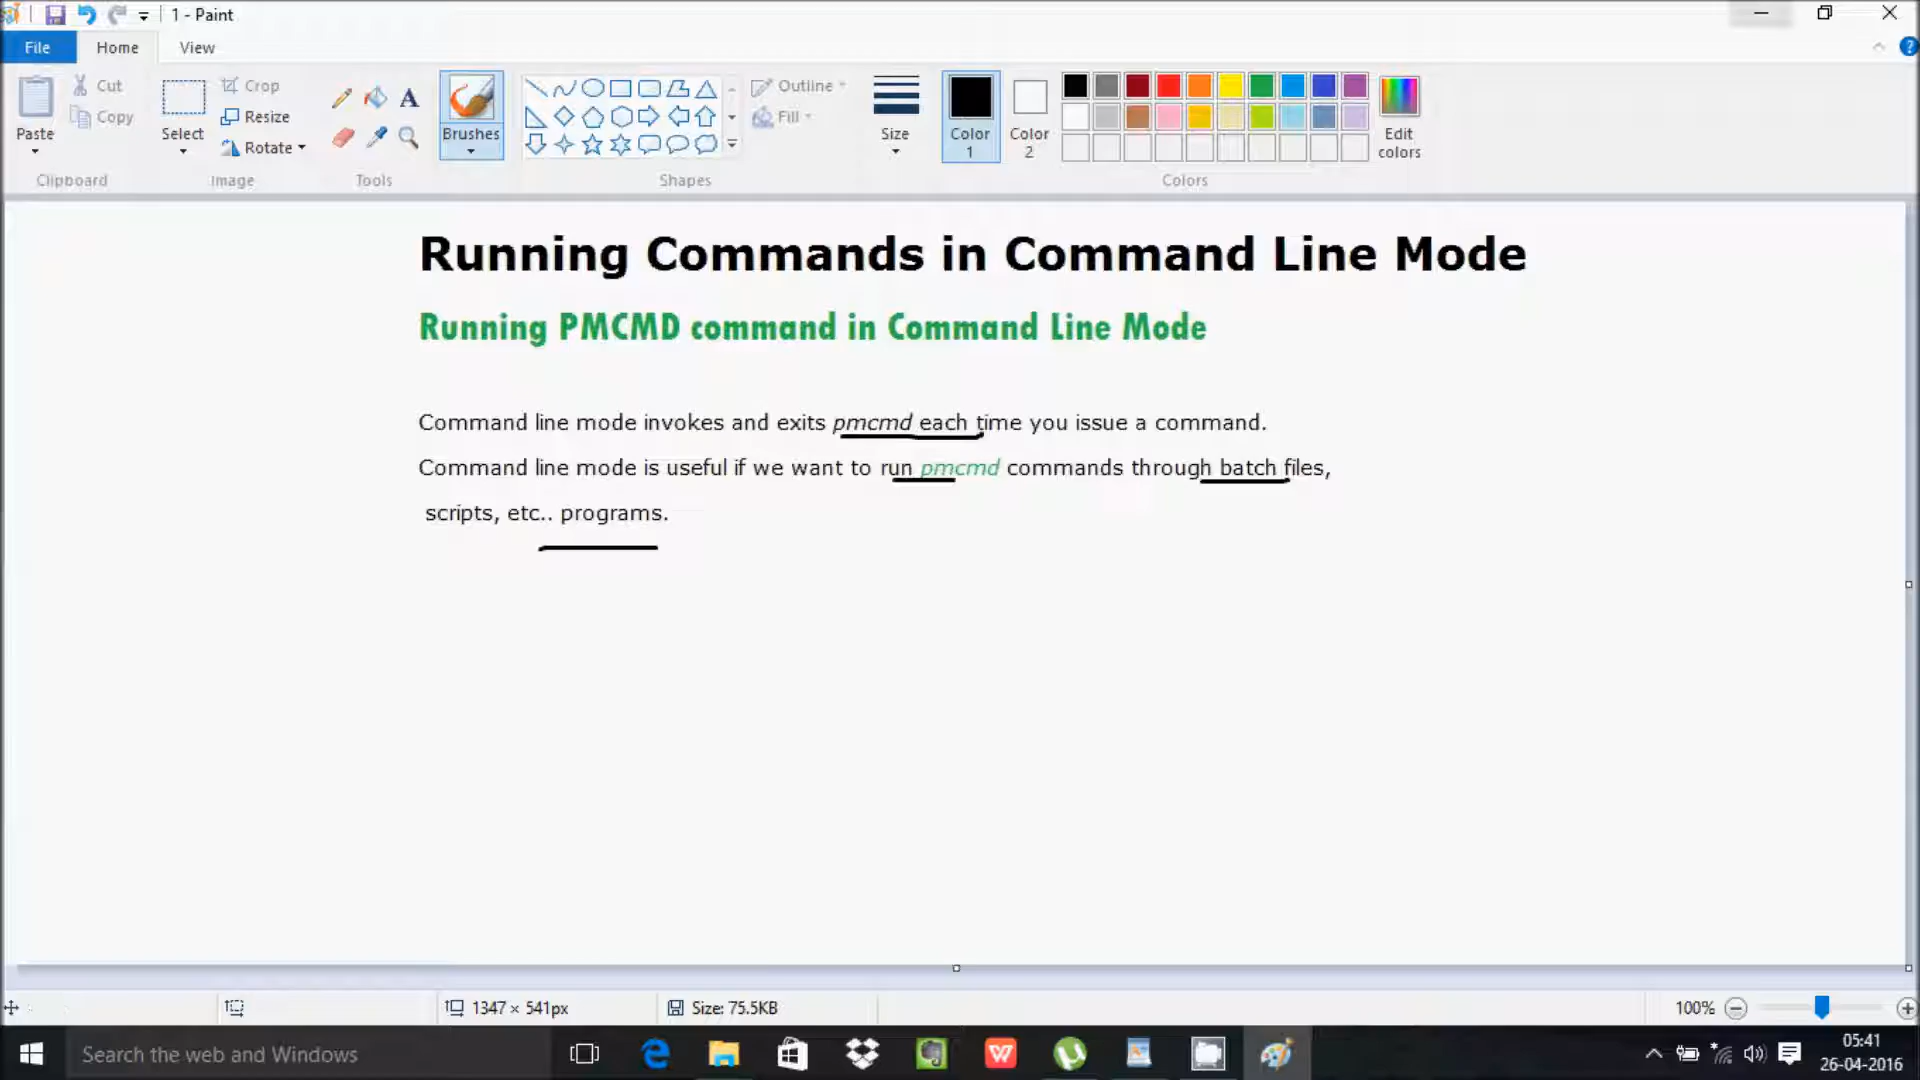 1 - Paint
File Home View
Cut
Crop
Outline
Copy
Resize
Fill
Paste
Select
Rotate
Brushes
Size
Color 1
Color 2
Edit colors
Clipboard
Image
Tools
Shapes
Colors
Running Commands in Command Line Mode
Running PMCMD command in Command Line Mode
Command line mode invokes and exits pmcmd each time you issue a command.
Command line mode is useful if we want to run pmcmd commands through batch files,
scripts, etc.. programs.
1347 × 541px
Size: 75.5KB
100%
Search the web and Windows
05:41
26-04-2016